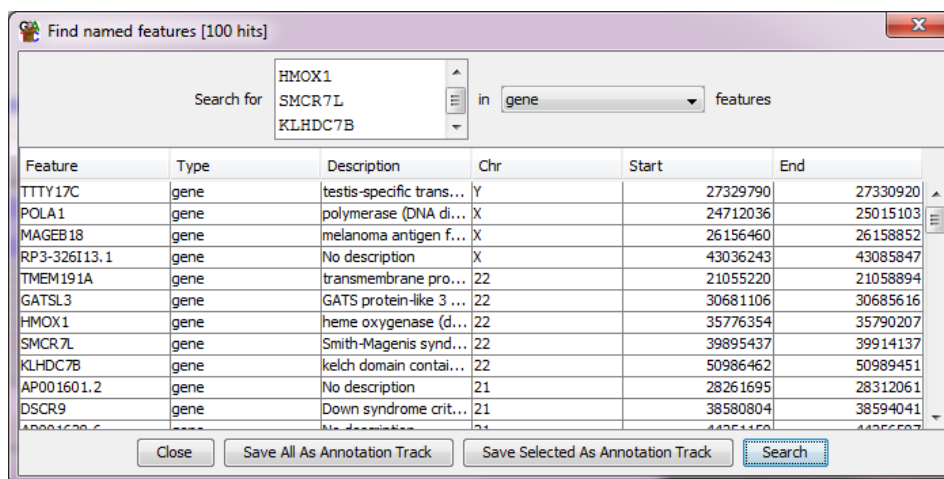 Find named features [100 hits]
HMOX1
Search for SMCR7L in gene features
KLHDC7B
Feature Type Description Chr Start End
TTTY17C gene testis-specific trans... Y 27329790 27330920
POLA1 gene polymerase (DNA di... X 24712036 25015103
MAGEB18 gene melanoma antigen f... X 26156460 26158852
RP3-326I13.1 gene No description X 43036243 43085847
TMEM191A gene transmembrane pro... 22 21055220 21058894
GATSL3 gene GATS protein-like 3 ... 22 30681106 30685616
HMOX1 gene heme oxygenase (d... 22 35776354 35790207
SMCR7L gene Smith-Magenis synd... 22 39895437 39914137
KLHDC7B gene kelch domain contai... 22 50986462 50989451
AP001601.2 gene No description 21 28261695 28312061
DSCR9 gene Down syndrome crit... 21 38580804 38594041
Close Save All As Annotation Track Save Selected As Annotation Track Search